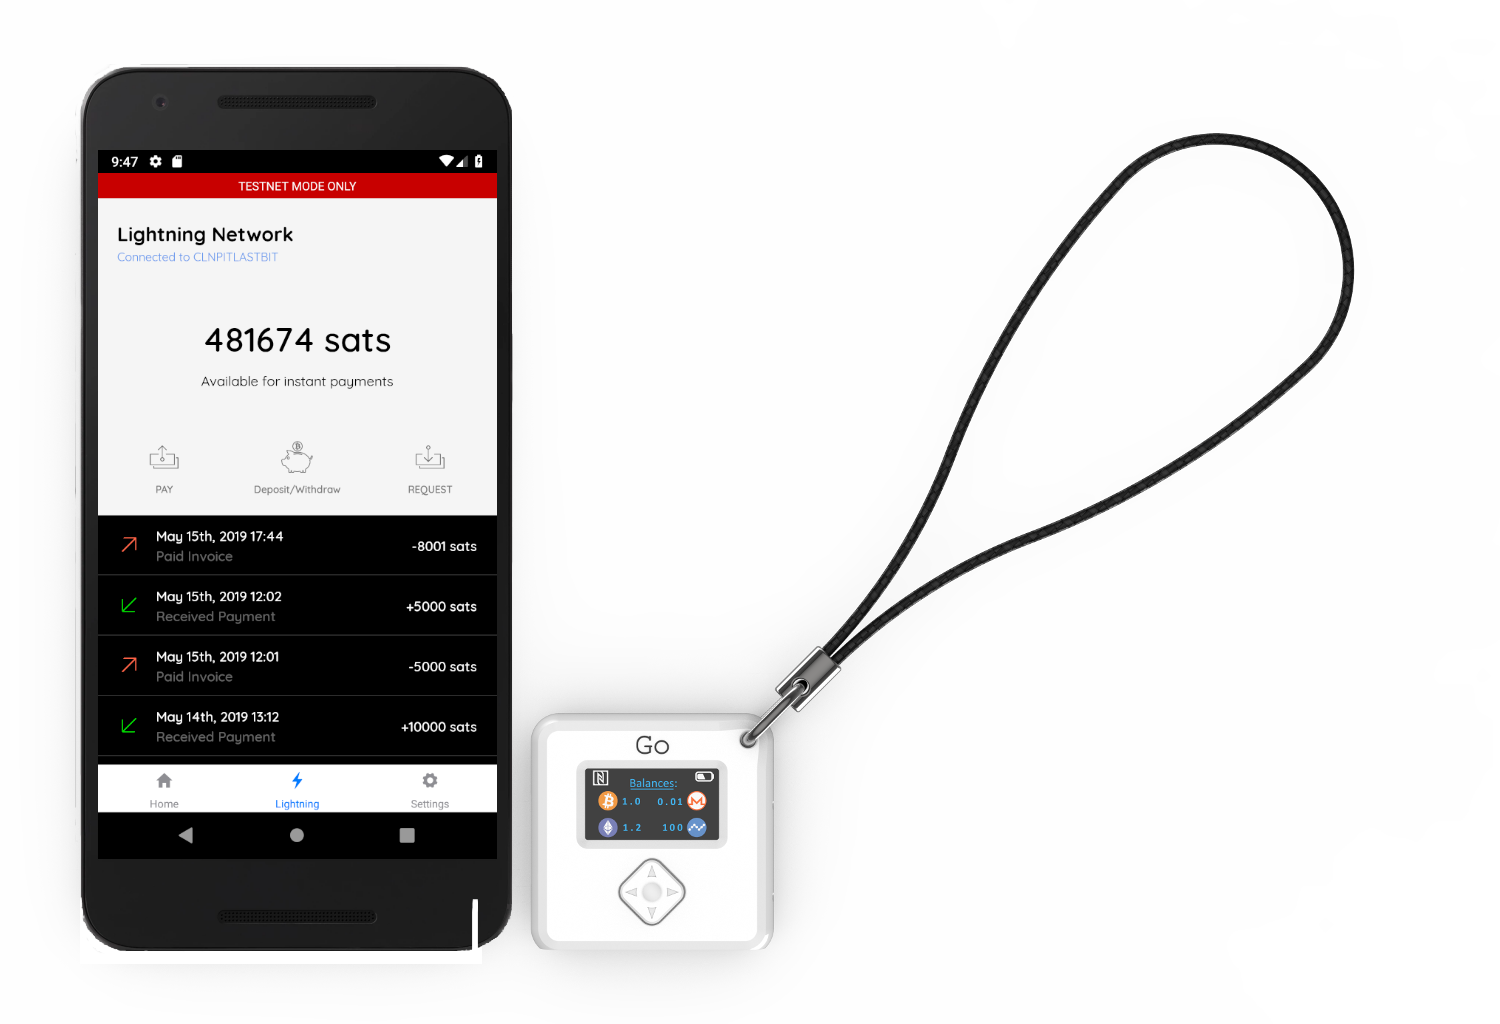 9:47
TESTNET MODE ONLY
Lightning Network
Connected to CLNPITLASTBIT
481674 sats
Available for instant payments
PAY Deposit/Withdraw REQUEST
May 15th, 2019 17:44
Paid Invoice
-8001 sats
May 15th, 2019 12:02
Received Payment
+5000 sats
May 15th, 2019 12:01
Paid Invoice
-5000 sats
May 14th, 2019 13:12
Received Payment
+10000 sats
Home Lightning Settings
Go
Balances:
1.0 0.01
1.2 100